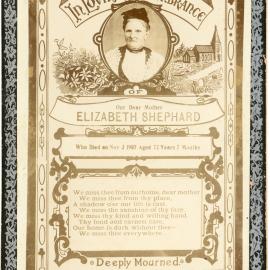 In Loving Remembrance
OF
Our Dear Mother
ELIZABETH SHEPHARD
Who Died on Nov 2 1907 Aged 72 Years 7 Months
We miss thee from our home, dear mother
We miss thee from thy place,
A shadow our life is cast.
We miss the sunshine of thy face,
We miss thy kind and willing hand,
Thy fond and earnest care,
Our home is dark without thee—
We miss thee everywhere.
Deeply Mourned.